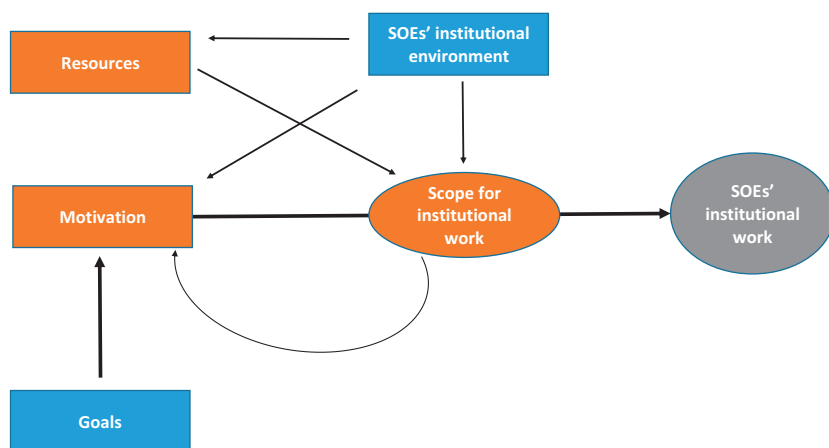 SOEs’ institutional
environment
Resources
Motivation
Scope for
institutional
work
SOEs’
institutional
work
Goals